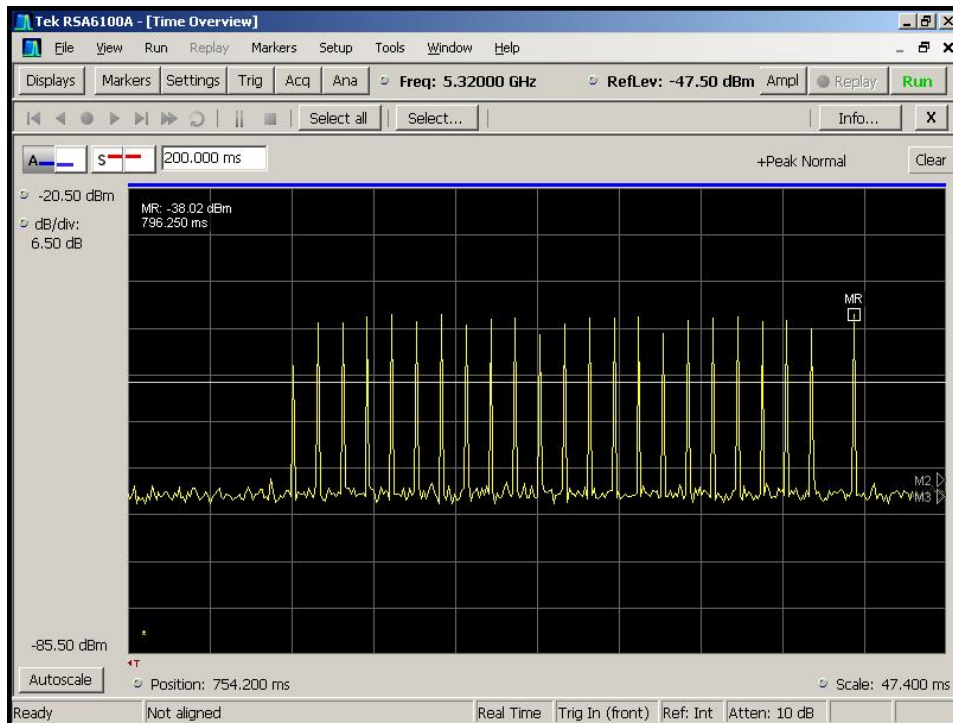 Tek RSA6100A - [Time Overview]
File View Run Replay Markers Setup Tools Window Help
Displays Markers Settings Trig Acq Ana Freq: 5.32000 GHz RefLev: -47.50 dBm Ampl Replay Run
Select all Select... Info... X
A S 200.000 ms +Peak Normal Clear
-20.50 dBm
dB/div:
6.50 dB
MR: -38.02 dBm
796.250 ms
MR
M2
M3
-85.50 dBm
T
Autoscale Position: 754.200 ms Scale: 47.400 ms
Ready Not aligned Real Time Trig In (front) Ref: Int Atten: 10 dB